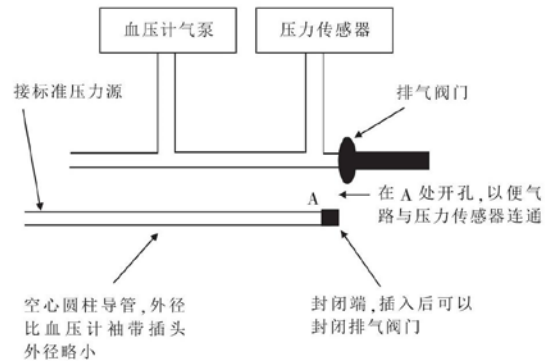 血压计气泵
压力传感器
接标准压力源
排气阀门
A
在 A 处开孔,以便气
路与压力传感器连通
空心圆柱导管,外径
比血压计袖带插头
外径略小
封闭端,插入后可以
封闭排气阀门